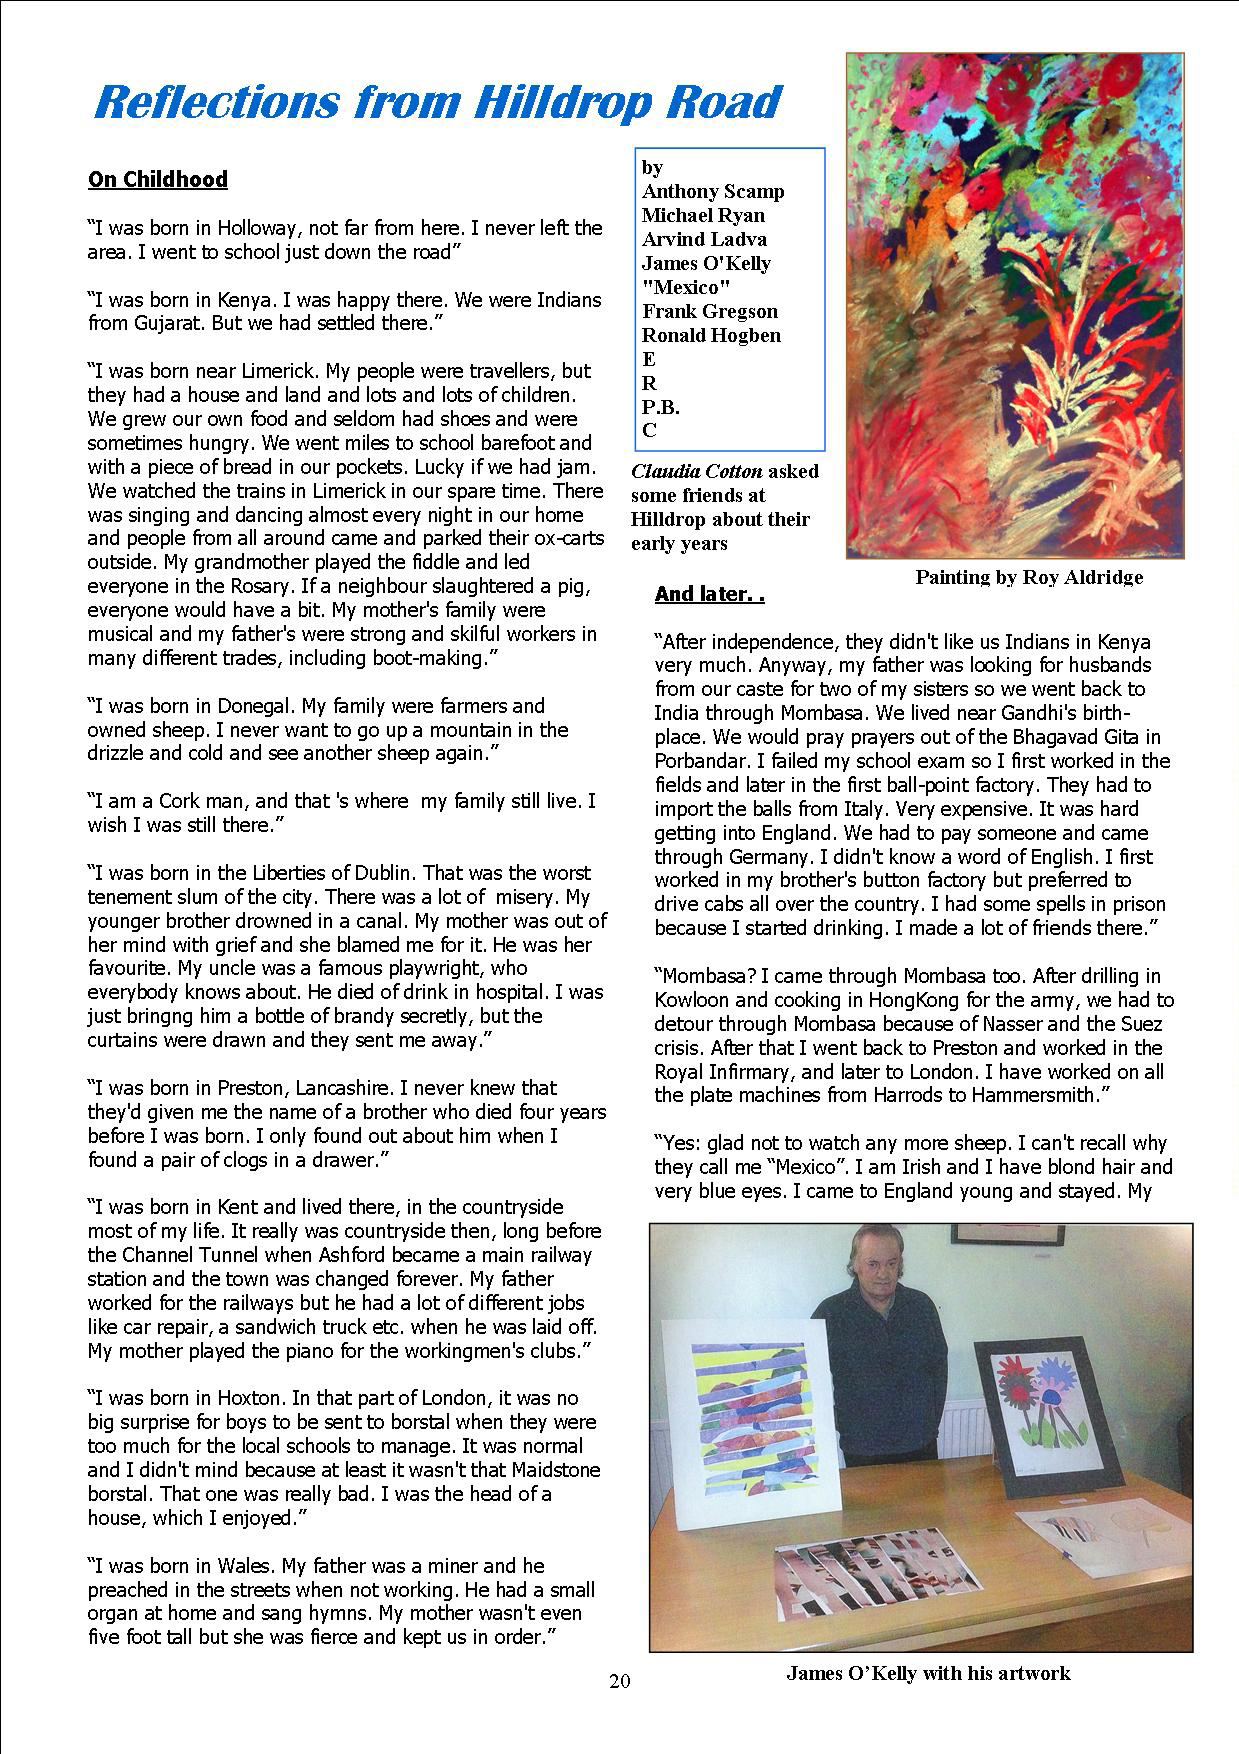 Reflections from Hilldrop Road
On Childhood
“I was born in Holloway, not far from here. I never left the
area. I went to school just down the road”
“I was born in Kenya. I was happy there. We were Indians
from Gujarat. But we had settled there.”
“I was born near Limerick. My people were travellers, but
they had a house and land and lots and lots of children.
We grew our own food and seldom had shoes and were
sometimes hungry. We went miles to school barefoot and
with a piece of bread in our pockets. Lucky if we had jam.
We watched the trains in Limerick in our spare time. There
was singing and dancing almost every night in our home
and people from all around came and parked their ox-carts
outside. My grandmother played the fiddle and led
everyone in the Rosary. If a neighbour slaughtered a pig,
everyone would have a bit. My mother's family were
musical and my father's were strong and skilful workers in
many different trades, including boot-making.”
“I was born in Donegal. My family were farmers and
owned sheep. I never want to go up a mountain in the
drizzle and cold and see another sheep again.”
“I am a Cork man, and that 's where  my family still live. I
wish I was still there.”
“I was born in the Liberties of Dublin. That was the worst
tenement slum of the city. There was a lot of  misery. My
younger brother drowned in a canal. My mother was out of
her mind with grief and she blamed me for it. He was her
favourite. My uncle was a famous playwright, who
everybody knows about. He died of drink in hospital. I was
just bringng him a bottle of brandy secretly, but the
curtains were drawn and they sent me away.”
“I was born in Preston, Lancashire. I never knew that
they'd given me the name of a brother who died four years
before I was born. I only found out about him when I
found a pair of clogs in a drawer.”
“I was born in Kent and lived there, in the countryside
most of my life. It really was countryside then, long before
the Channel Tunnel when Ashford became a main railway
station and the town was changed forever. My father
worked for the railways but he had a lot of different jobs
like car repair, a sandwich truck etc. when he was laid off.
My mother played the piano for the workingmen's clubs.”
“I was born in Hoxton. In that part of London, it was no
big surprise for boys to be sent to borstal when they were
too much for the local schools to manage. It was normal
and I didn't mind because at least it wasn't that Maidstone
borstal. That one was really bad. I was the head of a
house, which I enjoyed.”
“I was born in Wales. My father was a miner and he
preached in the streets when not working. He had a small
organ at home and sang hymns. My mother wasn't even
five foot tall but she was fierce and kept us in order.”
by
Anthony Scamp
Michael Ryan
Arvind Ladva
James O'Kelly
"Mexico"
Frank Gregson
Ronald Hogben
E
R
P.B.
C
Claudia Cotton asked
some friends at
Hilldrop about their
early years
Painting by Roy Aldridge
And later. .
“After independence, they didn't like us Indians in Kenya
very much. Anyway, my father was looking for husbands
from our caste for two of my sisters so we went back to
India through Mombasa. We lived near Gandhi's birth-
place. We would pray prayers out of the Bhagavad Gita in
Porbandar. I failed my school exam so I first worked in the
fields and later in the first ball-point factory. They had to
import the balls from Italy. Very expensive. It was hard
getting into England. We had to pay someone and came
through Germany. I didn't know a word of English. I first
worked in my brother's button factory but preferred to
drive cabs all over the country. I had some spells in prison
because I started drinking. I made a lot of friends there.”
“Mombasa? I came through Mombasa too. After drilling in
Kowloon and cooking in HongKong for the army, we had to
detour through Mombasa because of Nasser and the Suez
crisis. After that I went back to Preston and worked in the
Royal Infirmary, and later to London. I have worked on all
the plate machines from Harrods to Hammersmith.”
“Yes: glad not to watch any more sheep. I can't recall why
they call me “Mexico”. I am Irish and I have blond hair and
very blue eyes. I came to England young and stayed. My
James O’Kelly with his artwork
20